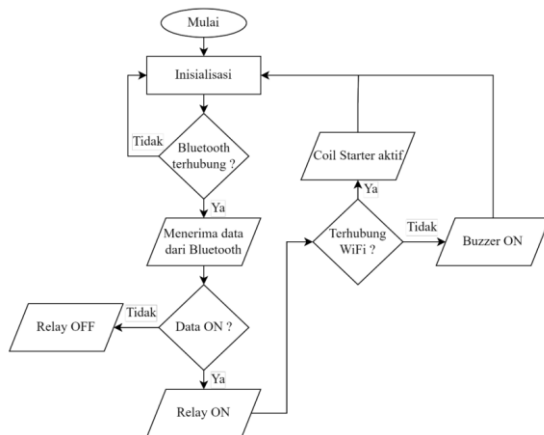 Mulai
Inisialisasi
Tidak
Bluetooth
terhubung ?
Ya
Menerima data
dari Bluetooth
Tidak
Data ON ?
Relay OFF
Ya
Relay ON
Coil Starter aktif
Ya
Terhubung
WiFi ?
Tidak
Buzzer ON